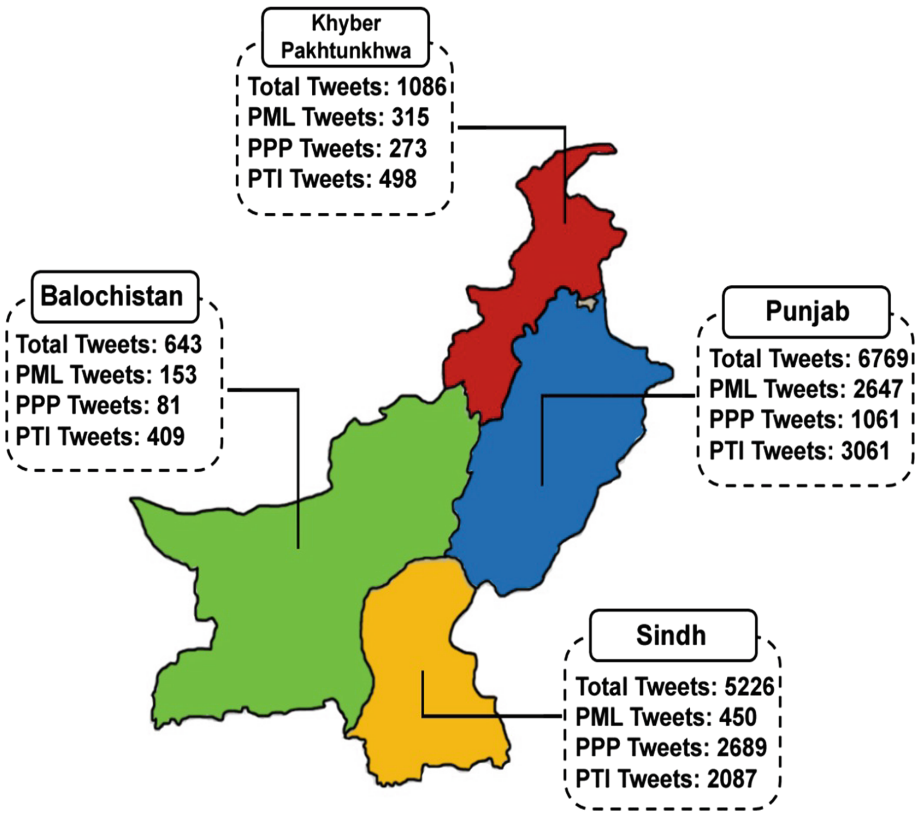 Khyber
Pakhtunkhwa
Total Tweets: 1086
PML Tweets: 315
PPP Tweets: 273
PTI Tweets: 498
Balochistan
Total Tweets: 643
PML Tweets: 153
PPP Tweets: 81
PTI Tweets: 409
Punjab
Total Tweets: 6769
PML Tweets: 2647
PPP Tweets: 1061
PTI Tweets: 3061
Sindh
Total Tweets: 5226
PML Tweets: 450
PPP Tweets: 2689
PTI Tweets: 2087